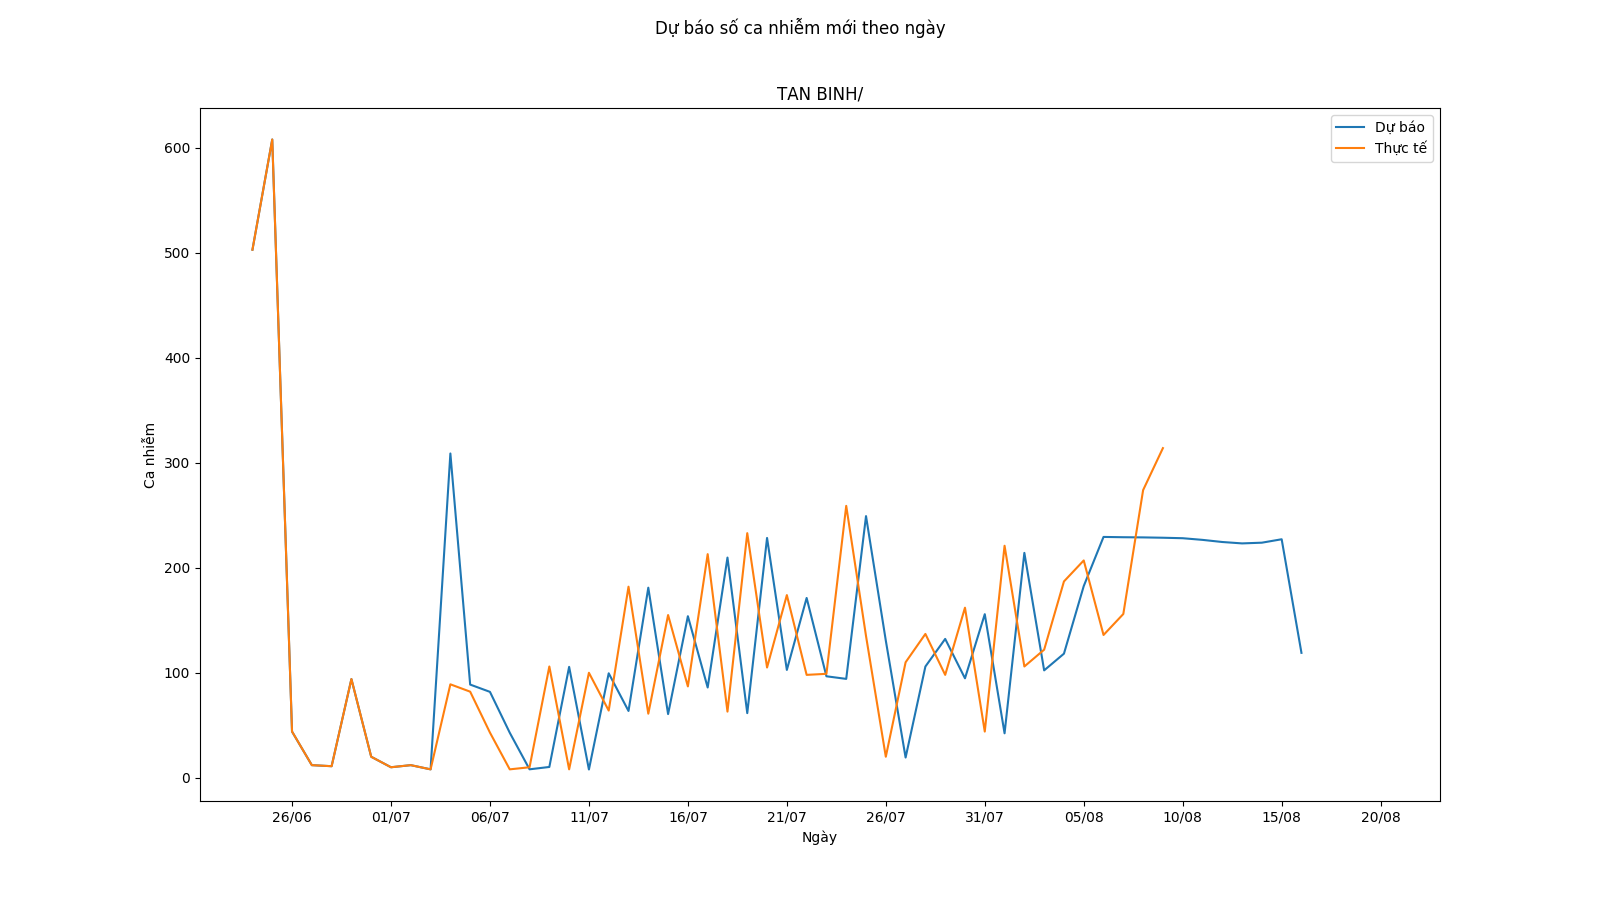 Dự báo số ca nhiễm mới theo ngày
TAN BINH/
Dự báo
Thực tế
600
500
400
300
200
100
0
Ca nhiễm
26/06 01/07 06/07 11/07 16/07 21/07 26/07 31/07 05/08 10/08 15/08 20/08
Ngày